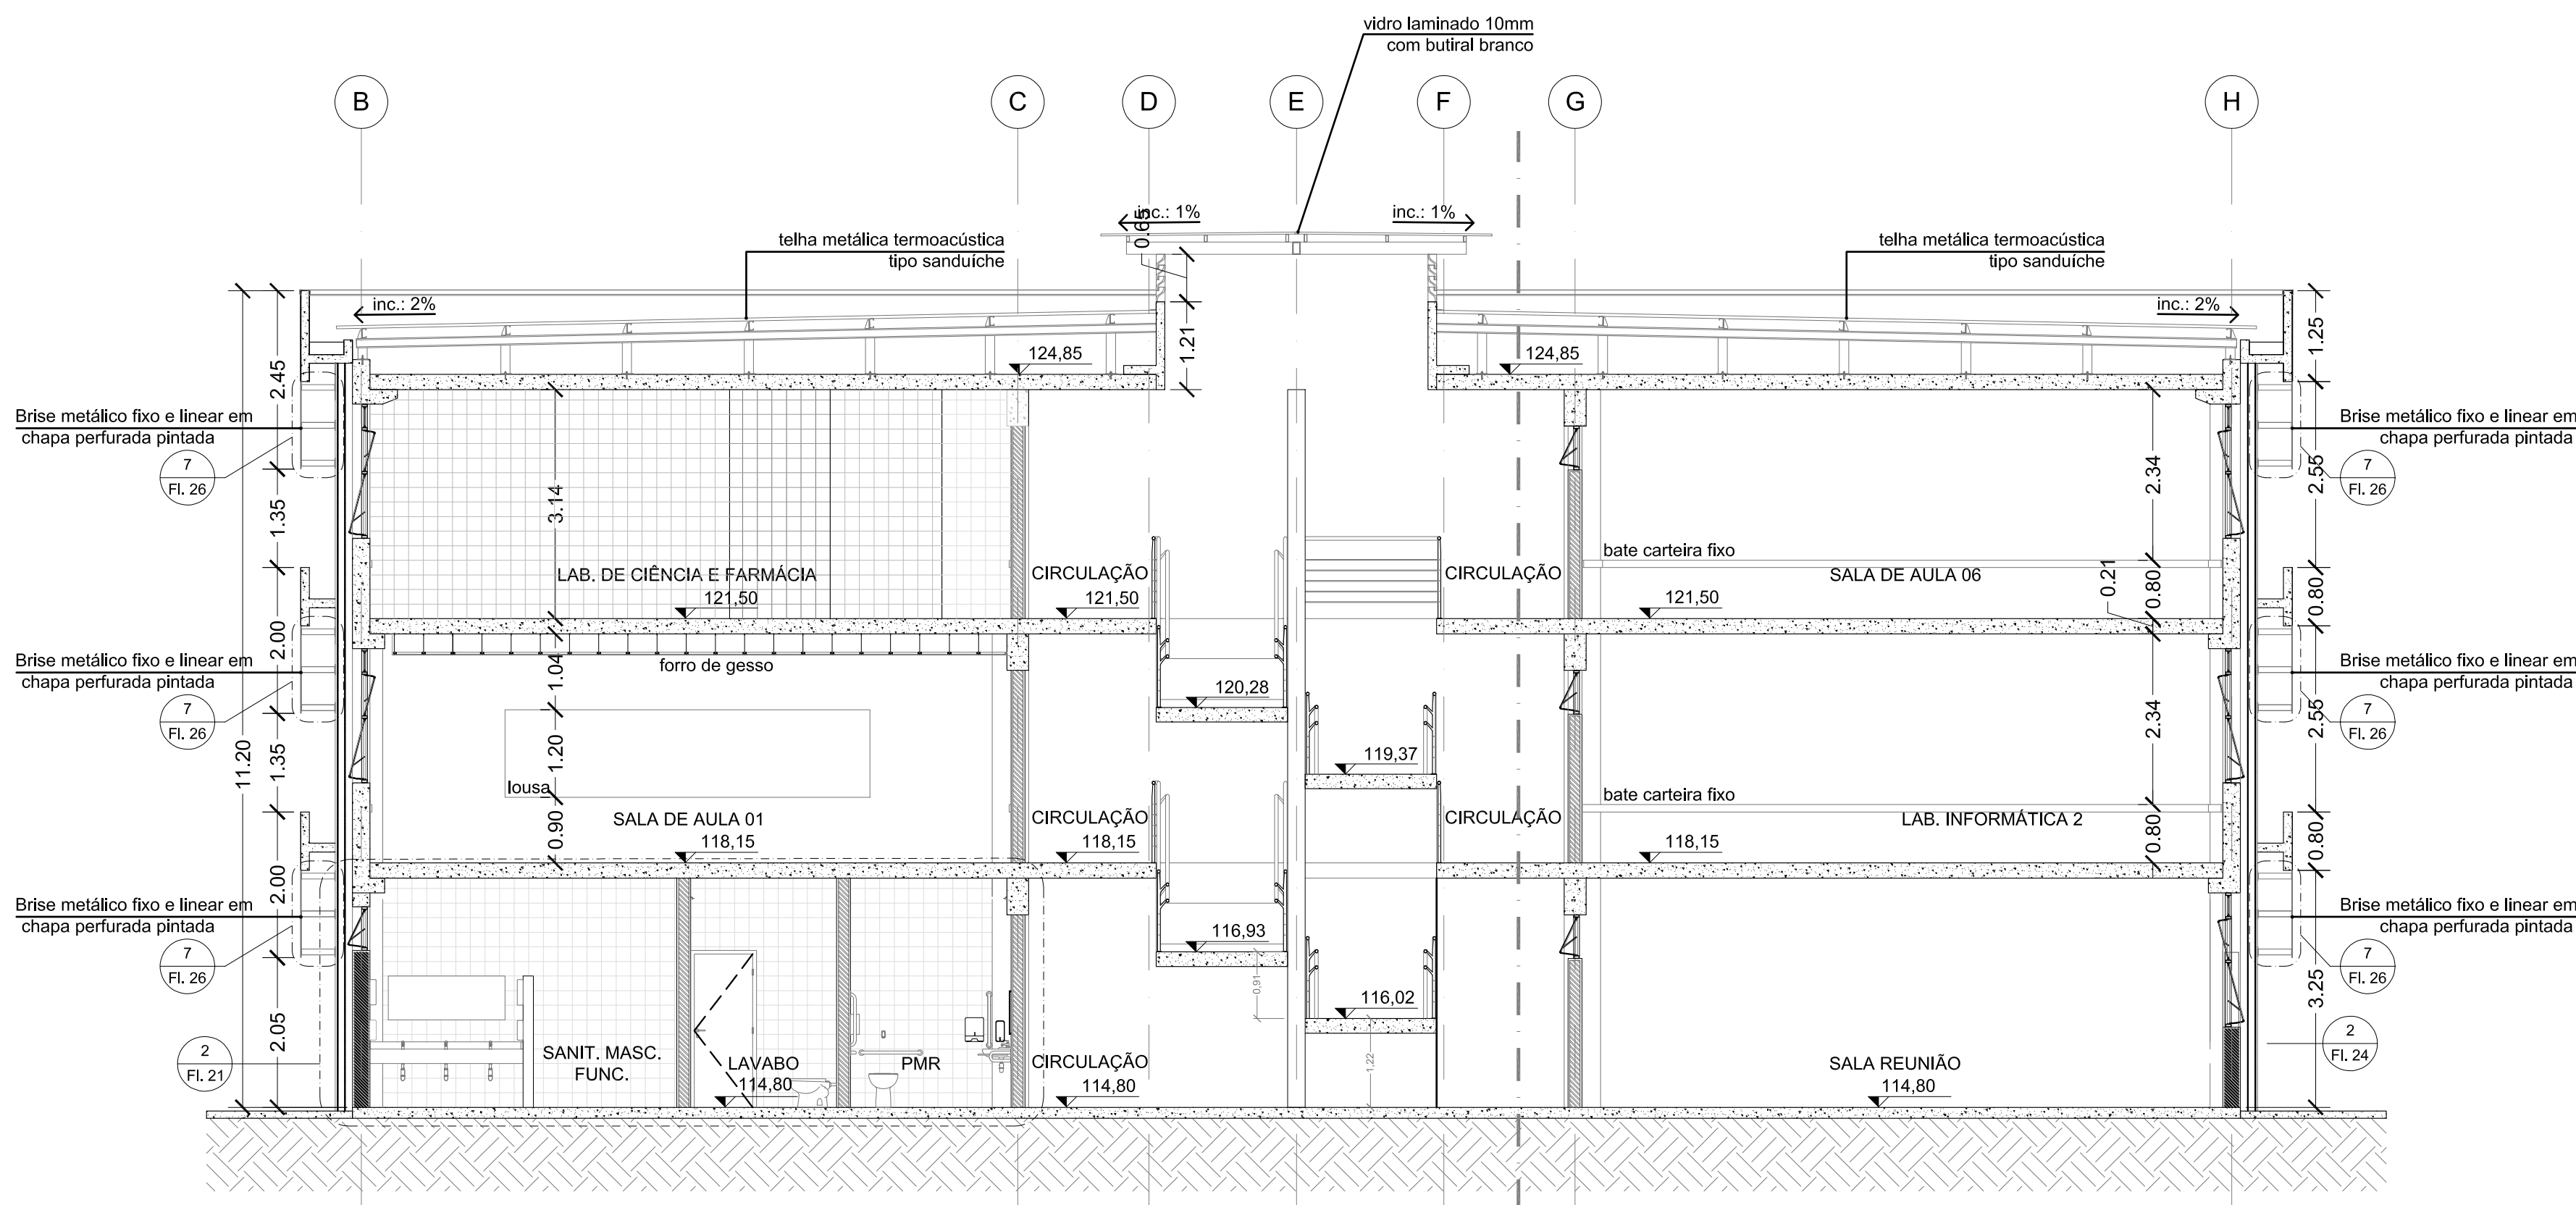 vidro laminado 10mm
com butiral branco
B
C
D
E
F
G
H
inc.: 1%
inc.: 1%
0.65
telha metálica termoacústica
tipo sanduíche
telha metálica termoacústica
tipo sanduíche
inc.: 2%
inc.: 2%
1.21
1.25
124,85
124,85
2.45
Brise metálico fixo e linear em
chapa perfurada pintada
7
Fl. 26
Brise metálico fixo e linear em
chapa perfurada pintada
7
Fl. 26
3.14
2.34
2.55
1.35
bate carteira fixo
LAB. DE CIÊNCIA E FARMÁCIA
121,50
CIRCULAÇÃO
121,50
CIRCULAÇÃO
121,50
SALA DE AULA 06
0.21
0.80
0.80
2.00
Brise metálico fixo e linear em
chapa perfurada pintada
7
Fl. 26
forro de gesso
1.04
120,28
Brise metálico fixo e linear em
chapa perfurada pintada
7
Fl. 26
2.34
2.55
11.20
1.35
1.20
119,37
lousa
bate carteira fixo
SALA DE AULA 01
118,15
0.90
CIRCULAÇÃO
118,15
CIRCULAÇÃO
118,15
LAB. INFORMÁTICA 2
0.80
0.80
2.00
Brise metálico fixo e linear em
chapa perfurada pintada
7
Fl. 26
116,93
0,91
116,02
Brise metálico fixo e linear em
chapa perfurada pintada
7
Fl. 26
3.25
2.05
2
Fl. 21
SANIT. MASC.
FUNC.
LAVABO
114,80
PMR
CIRCULAÇÃO
114,80
1,22
SALA REUNIÃO
114,80
2
Fl. 24